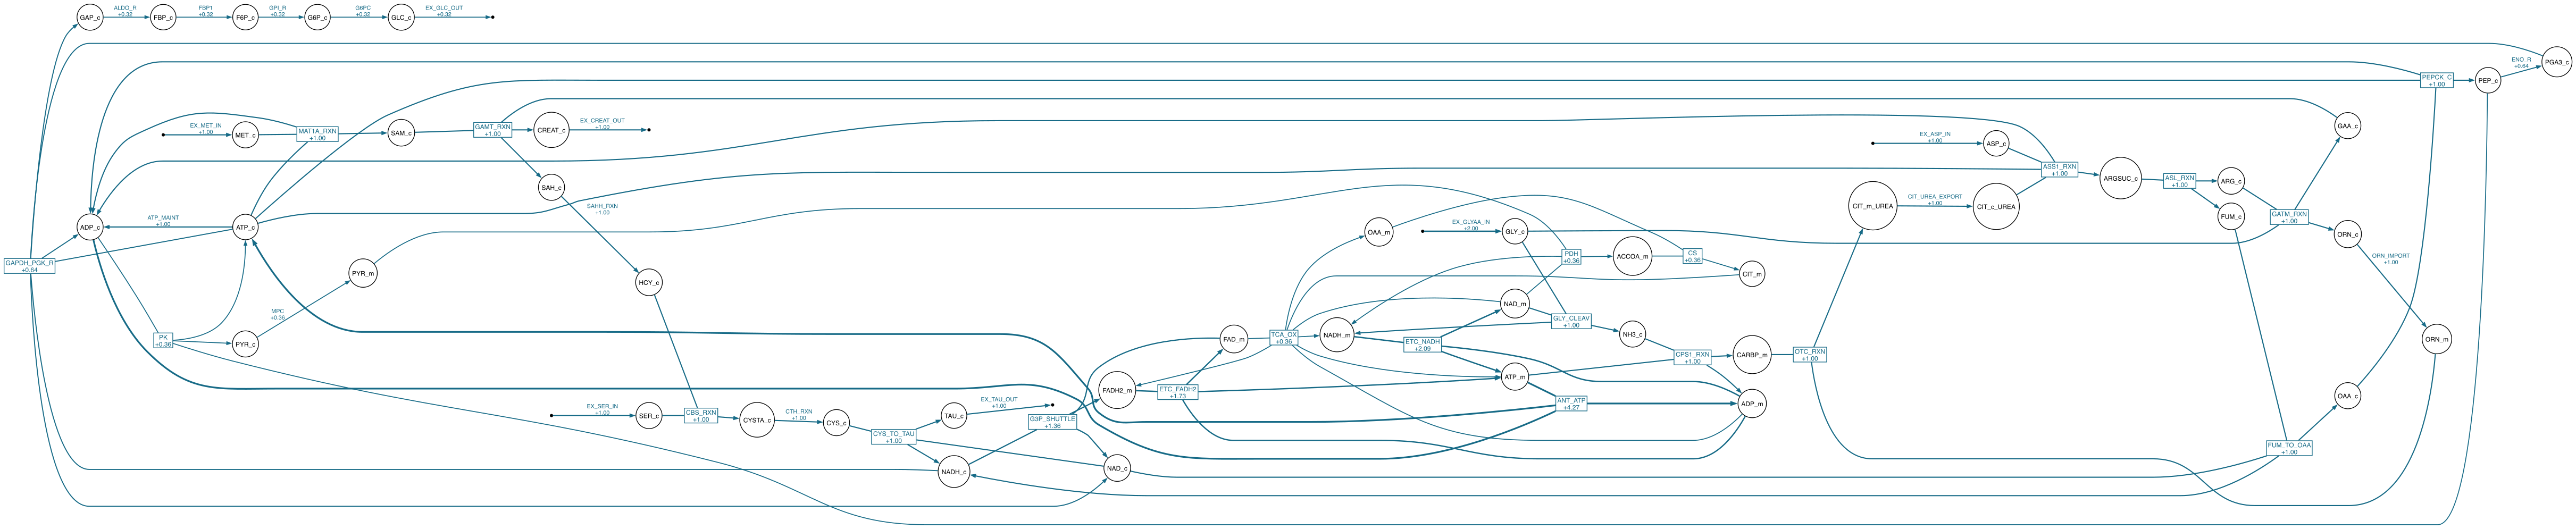 GAP_c
ALDO_R
+0.32
FBP_c
FBP1
+0.32
F6P_c
GPI_R
+0.32
G6P_c
G6PC
+0.32
GLC_c
EX_GLC_OUT
+0.32
ENO_R
+0.64
PGA3_c
PEPCK_C
+1.00
PEP_c
EX_MET_IN
+1.00
MET_c
MAT1A_RXN
+1.00
SAM_c
GAMT_RXN
+1.00
CREAT_c
EX_CREAT_OUT
+1.00
GAA_c
EX_ASP_IN
+1.00
ASP_c
ASS1_RXN
+1.00
ARGSUC_c
ASL_RXN
+1.00
ARG_c
SAH_c
SAHH_RXN
+1.00
CIT_m_UREA
CIT_UREA_EXPORT
+1.00
CIT_c_UREA
FUM_c
GATM_RXN
+1.00
ORN_c
ADP_c
ATP_MAINT
+1.00
ATP_c
OAA_m
EX_GLYAA_IN
+2.00
GLY_c
GAPDH_PGK_R
+0.64
PYR_m
HCY_c
PDH
+0.36
ACCOA_m
CS
+0.36
CIT_m
ORN_IMPORT
+1.00
NAD_m
MPC
+0.36
GLY_CLEAV
+1.00
PK
+0.36
PYR_c
FAD_m
TCA_OX
+0.36
NADH_m
ETC_NADH
+2.09
NH3_c
CPS1_RXN
+1.00
CARBP_m
OTC_RXN
+1.00
ORN_m
FADH2_m
ETC_FADH2
+1.73
ATP_m
ANT_ATP
+4.27
ADP_m
OAA_c
EX_SER_IN
+1.00
SER_c
CBS_RXN
+1.00
CYSTA_c
CTH_RXN
+1.00
CYS_c
CYS_TO_TAU
+1.00
TAU_c
EX_TAU_OUT
+1.00
G3P_SHUTTLE
+1.36
NADH_c
NAD_c
FUM_TO_OAA
+1.00